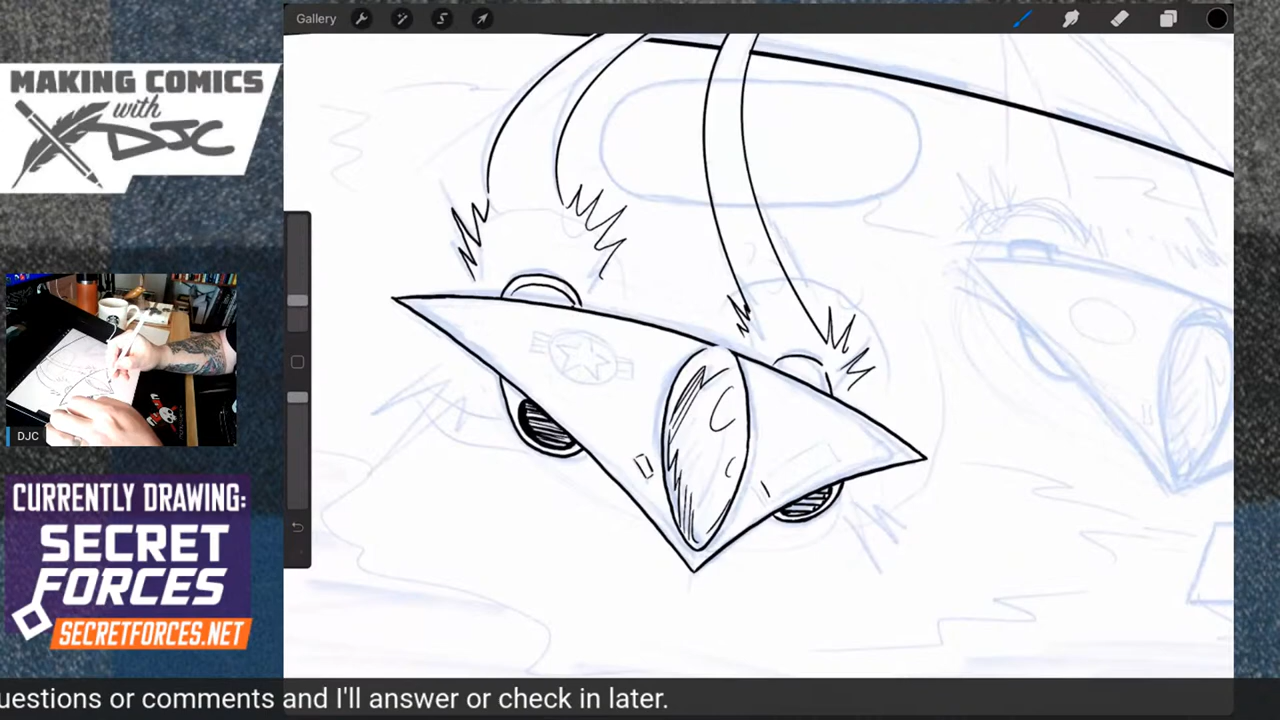 Gallery
MAKING COMICS
with
DJC
DJC
CURRENTLY DRAWING:
SECRET
FORCES
SECRETFORCES.NET
uestions or comments and I'll answer or check in later.